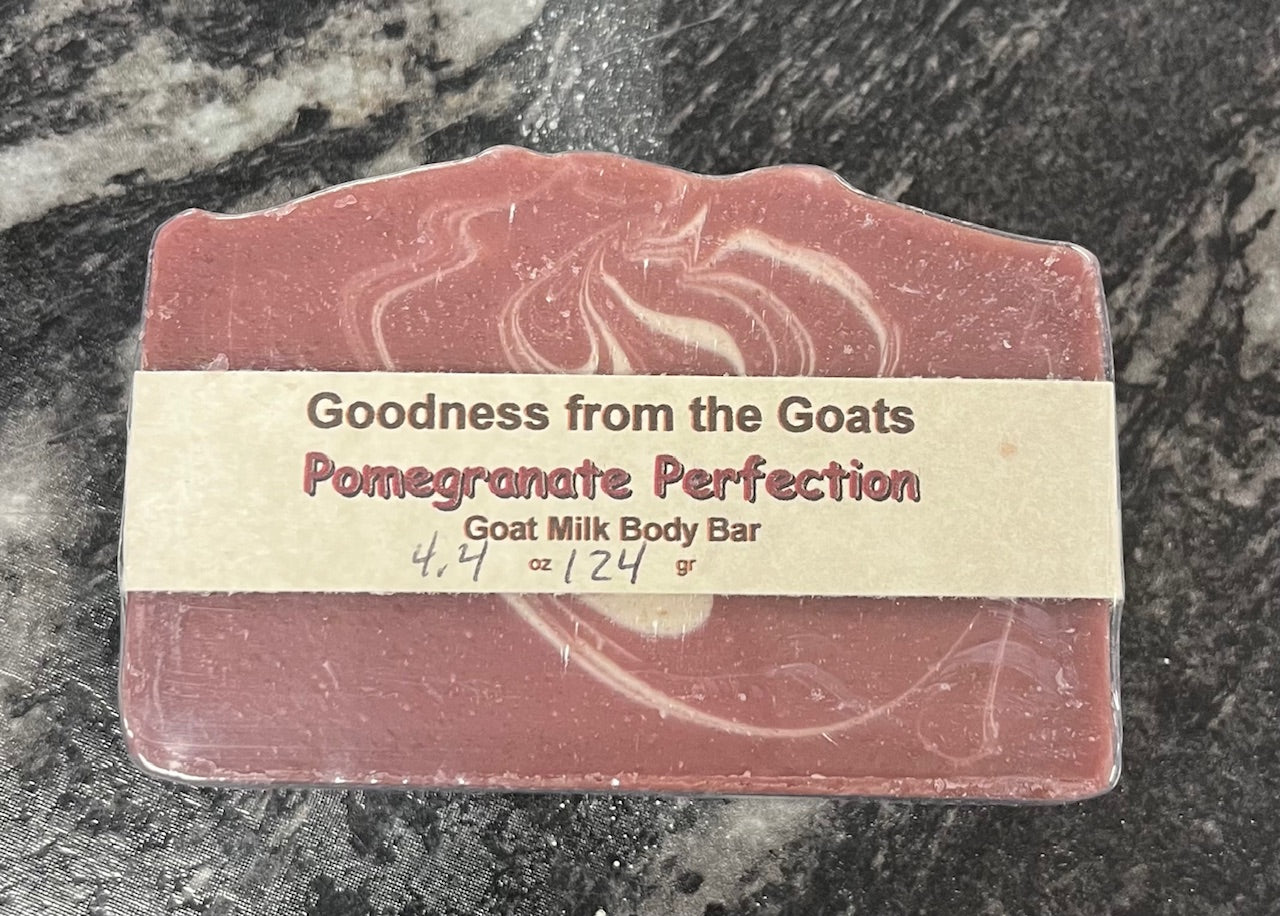 Goodness from the Goats
Pomegranate Perfection
Goat Milk Body Bar
4.4 oz 124 gr